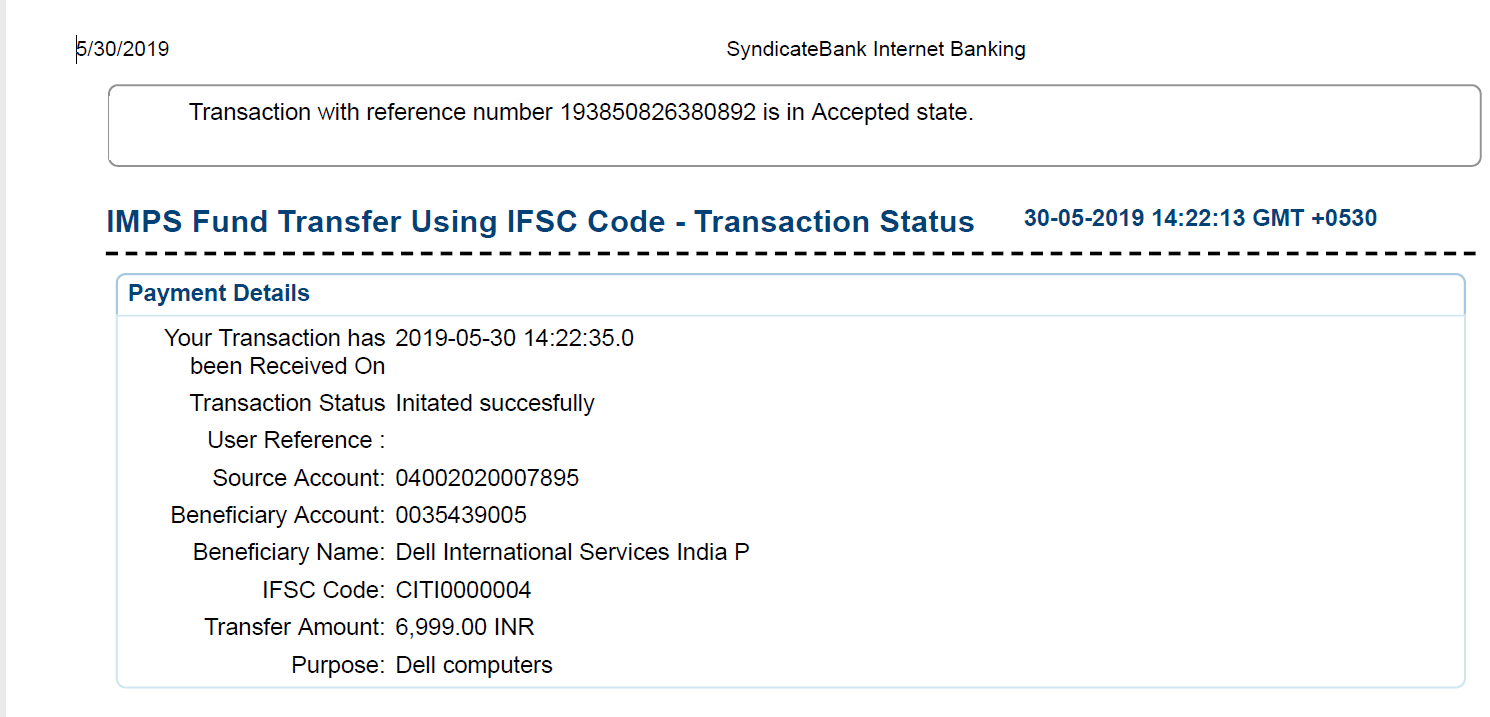 5/30/2019 SyndicateBank Internet Banking
Transaction with reference number 193850826380892 is in Accepted state.
IMPS Fund Transfer Using IFSC Code - Transaction Status 30-05-2019 14:22:13 GMT +0530
Payment Details
Your Transaction has 2019-05-30 14:22:35.0
been Received On
Transaction Status Initated succesfully
User Reference :
Source Account: 04002020007895
Beneficiary Account: 0035439005
Beneficiary Name: Dell International Services India P
IFSC Code: CITI0000004
Transfer Amount: 6,999.00 INR
Purpose: Dell computers